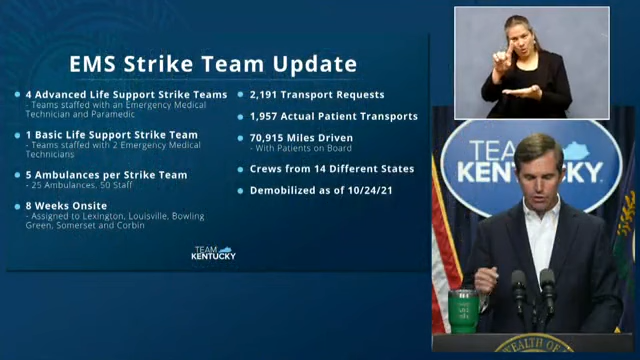 EMS Strike Team Update
4 Advanced Life Support Strike Teams
- Teams staffed with an Emergency Medical
Technician and Paramedic
1 Basic Life Support Strike Team
- Teams staffed with 2 Emergency Medical
Technicians
5 Ambulances per Strike Team
- 25 Ambulances, 50 Staff
8 Weeks Onsite
- Assigned to Lexington, Louisville, Bowling
Green, Somerset and Corbin
2,191 Transport Requests
1,957 Actual Patient Transports
70,915 Miles Driven
- With Patients on Board
Crews from 14 Different States
Demobilized as of 10/24/21
TEAM
KENTUCKY
TEAM
KENTUCKY
WEALTH OF